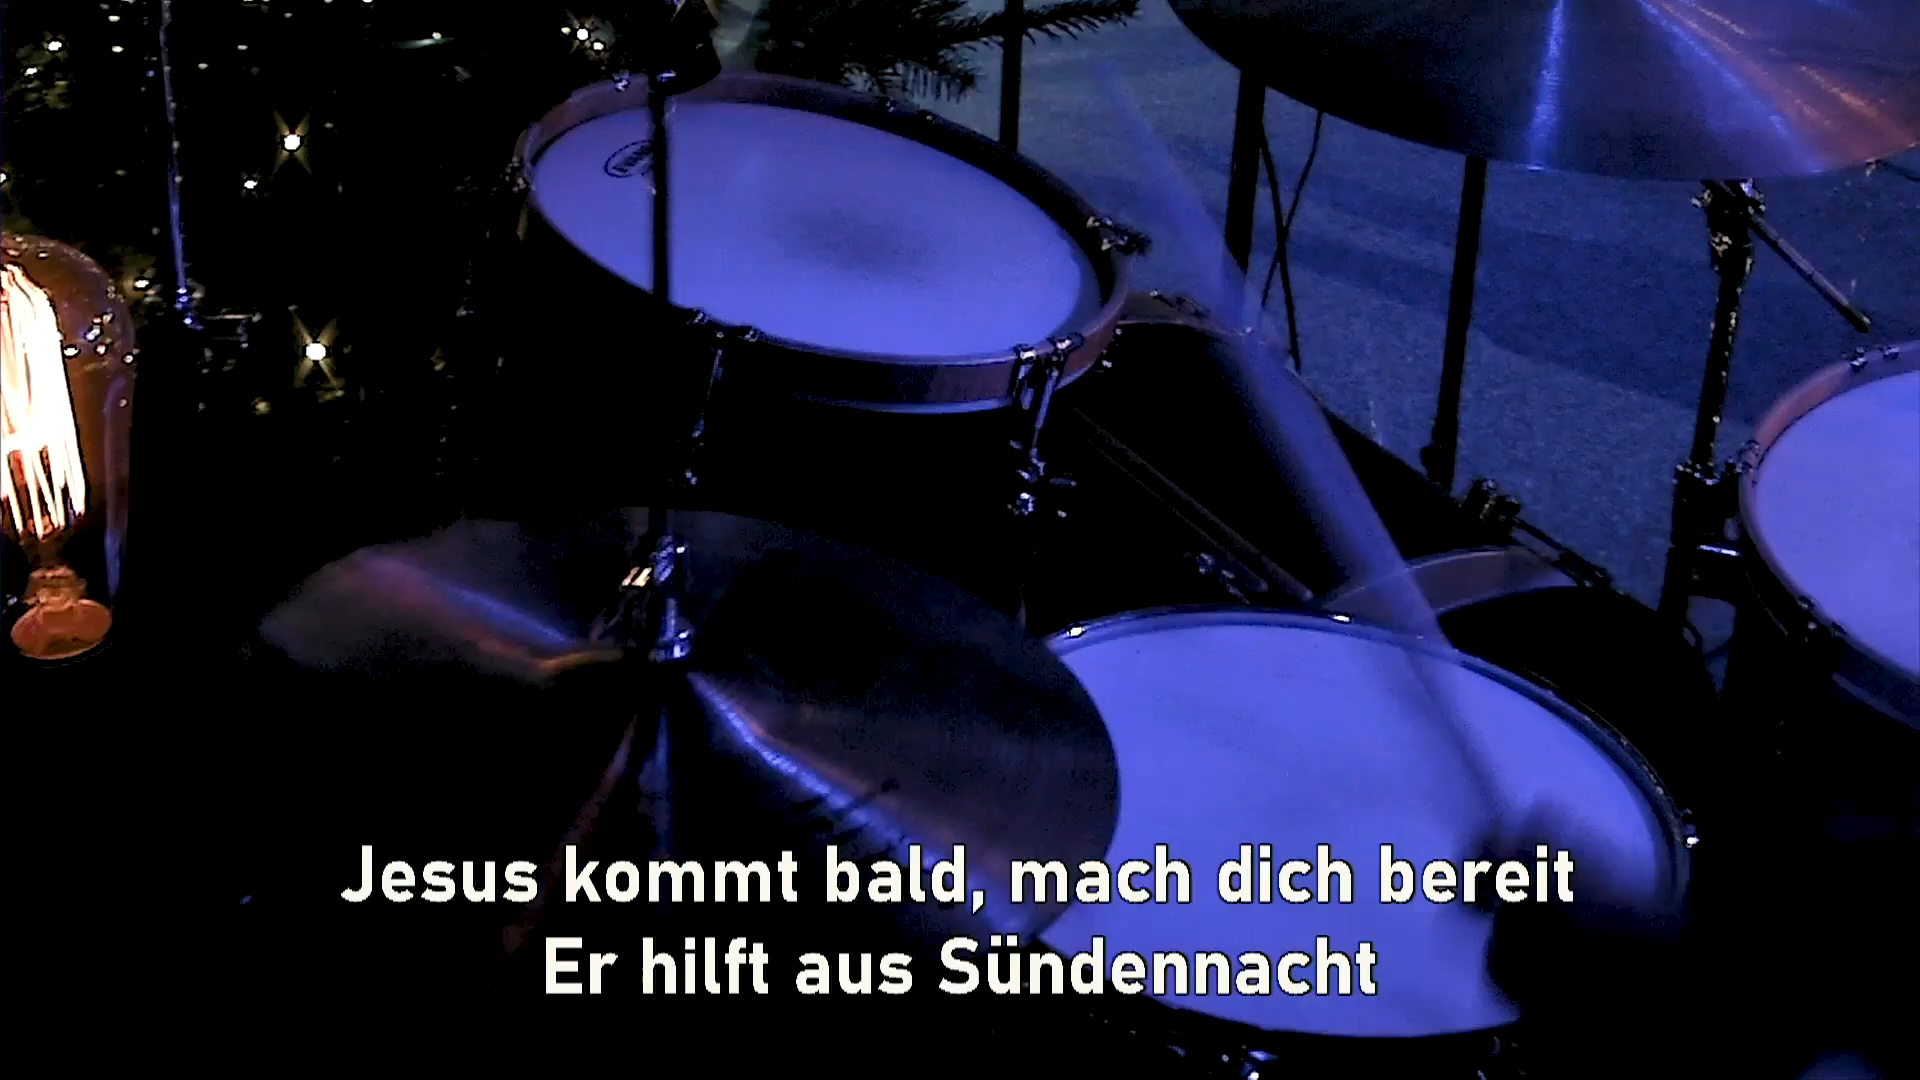 Jesus kommt bald, mach dich bereit
Er hilft aus Sündennacht